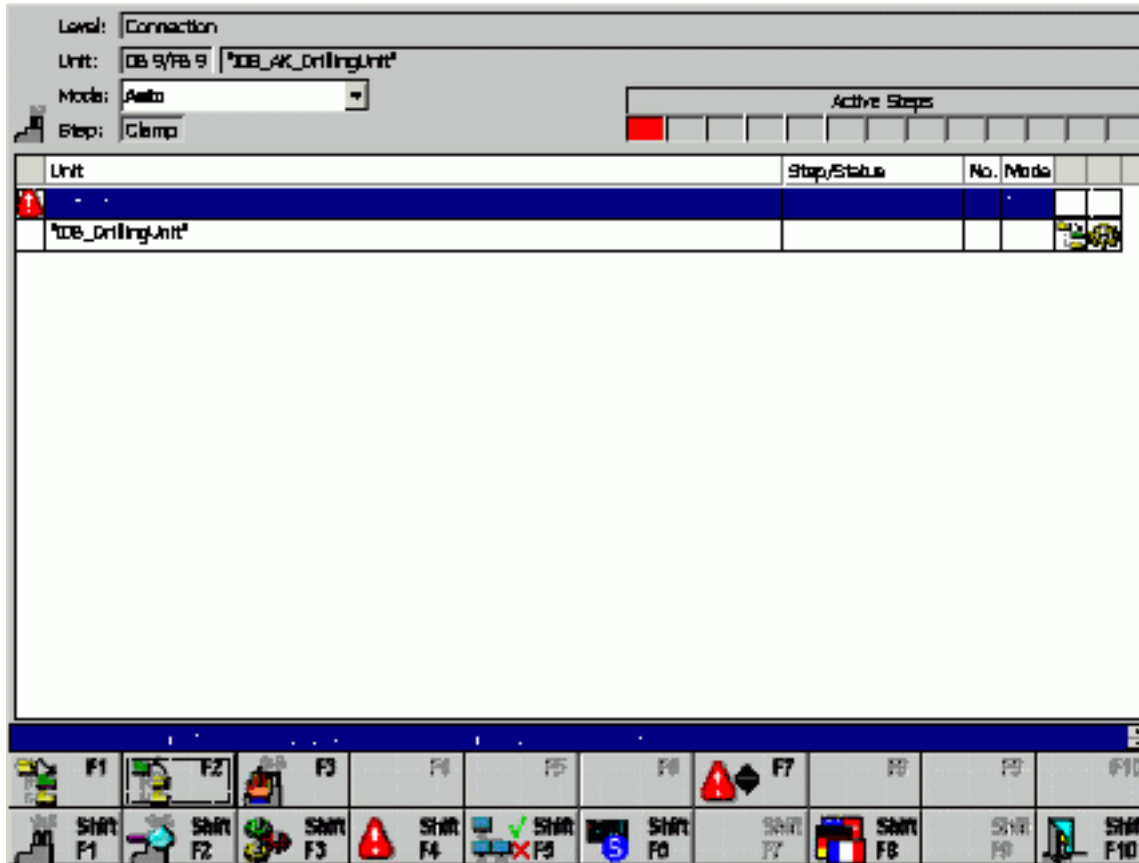 Level: Connection
Unit: DB 9/FB 9 "IDB_AK_DrillingUnit"
Mode: Auto
Active Steps
Step: Clamp
Unit Step/Status No. Mode
"IDB_DrillingUnit"
F1 F2 F3 F4 F5 F6 F7 F8 F9 F10
Shift Shift Shift Shift Shift Shift Shift Shift Shift Shift
F1 F2 F3 F4 F5 F6 F7 F8 F9 F10
S